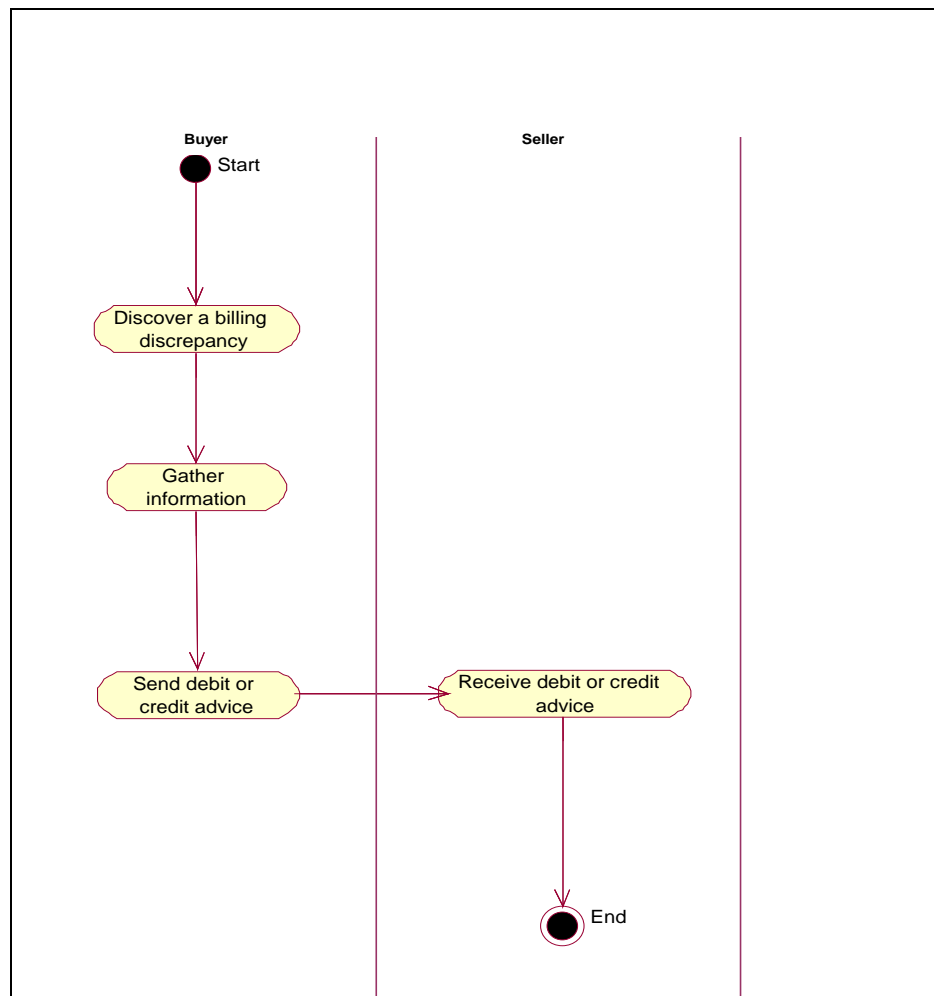 Buyer
Seller
Start
Discover a billing
discrepancy
Gather
information
Send debit or
credit advice
Receive debit or credit
advice
End